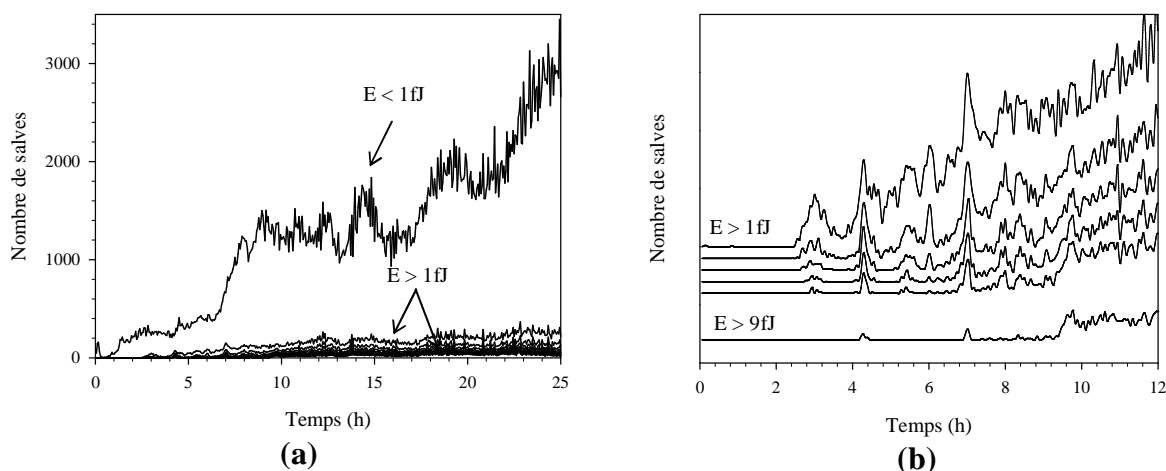 Nombre de salves
3000
2000
1000
0
E < 1fJ
E > 1fJ
0 5 10 15 20 25
Temps (h)
(a)
Nombre de salves
E > 1fJ
E > 9fJ
0 2 4 6 8 10 12
Temps (h)
(b)